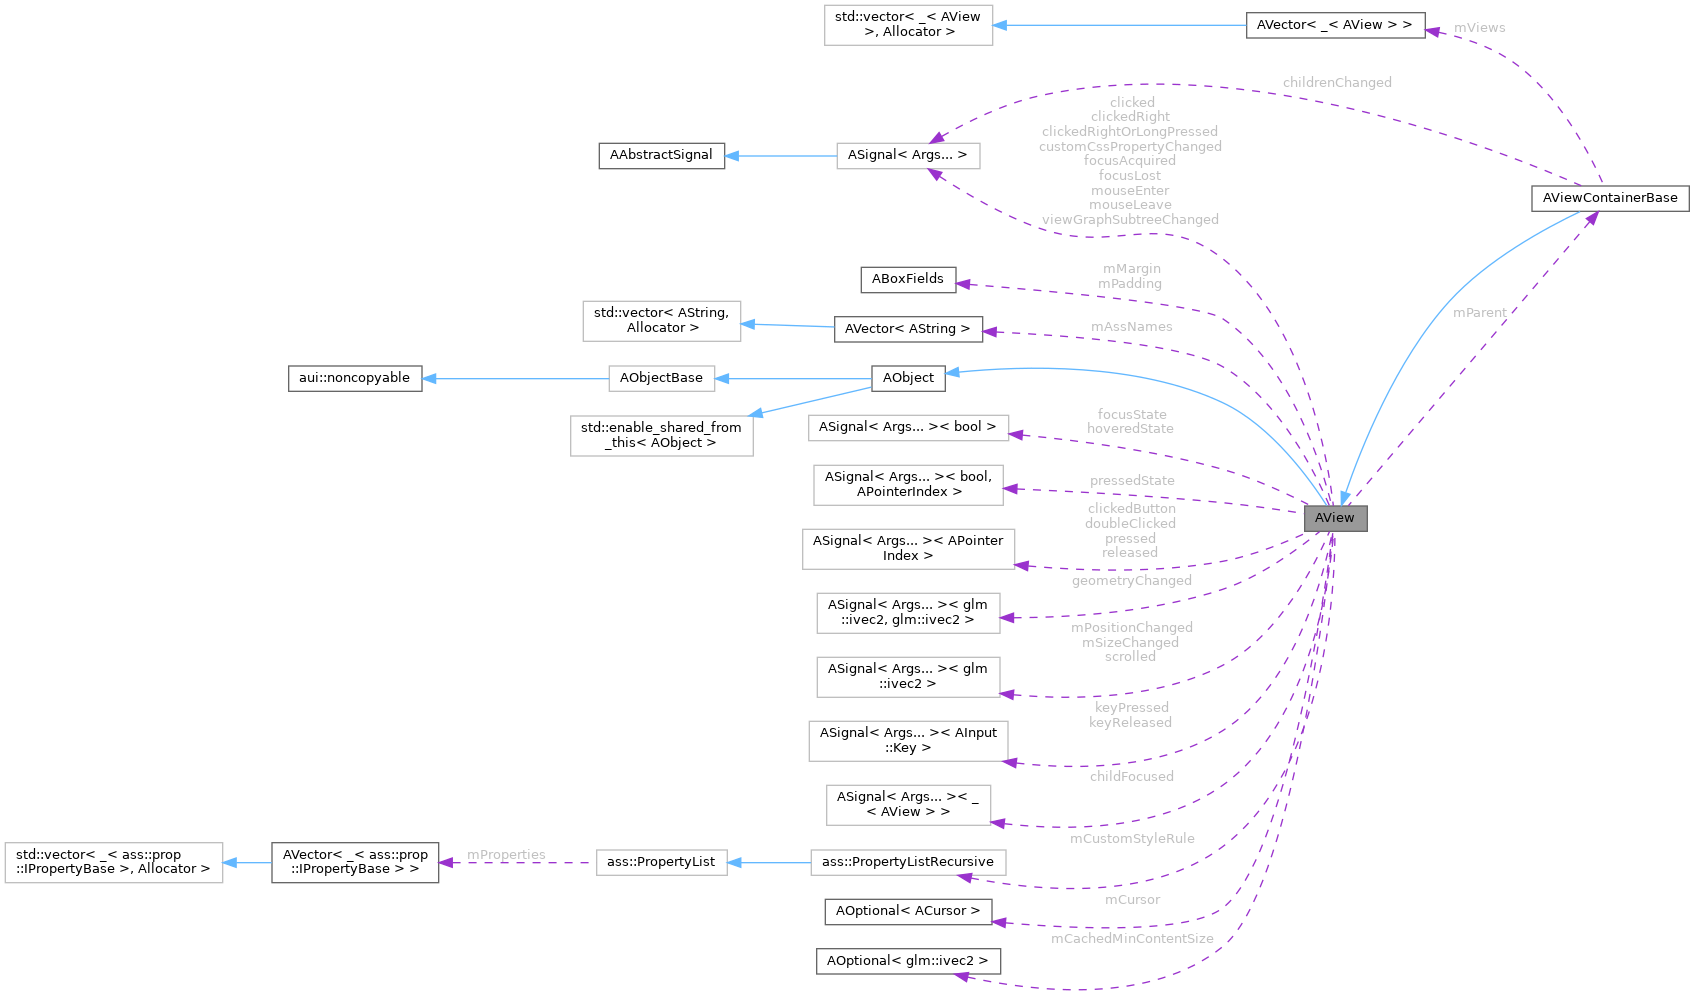 std::vector< _< AView
>, Allocator >
AVector< _< AView > >
mViews
childrenChanged
clicked
clickedRight
clickedRightOrLongPressed
customCssPropertyChanged
focusAcquired
focusLost
mouseEnter
mouseLeave
viewGraphSubtreeChanged
AAbstractSignal
ASignal< Args... >
AViewContainerBase
mMargin
mPadding
ABoxFields
std::vector< AString,
Allocator >
AVector< AString >
mAssNames
mParent
aui::noncopyable
AObjectBase
AObject
std::enable_shared_from
_this< AObject >
ASignal< Args... >< bool >
focusState
hoveredState
ASignal< Args... >< bool,
APointerIndex >
pressedState
AView
clickedButton
doubleClicked
pressed
released
ASignal< Args... >< APointer
Index >
geometryChanged
ASignal< Args... >< glm
::ivec2, glm::ivec2 >
mPositionChanged
mSizeChanged
scrolled
ASignal< Args... >< glm
::ivec2 >
keyPressed
keyReleased
ASignal< Args... >< AInput
::Key >
childFocused
ASignal< Args... >< _
< AView > >
mCustomStyleRule
std::vector< _< ass::prop
::IPropertyBase >, Allocator >
AVector< _< ass::prop
::IPropertyBase > >
mProperties
ass::PropertyList
ass::PropertyListRecursive
mCursor
AOptional< ACursor >
mCachedMinContentSize
AOptional< glm::ivec2 >